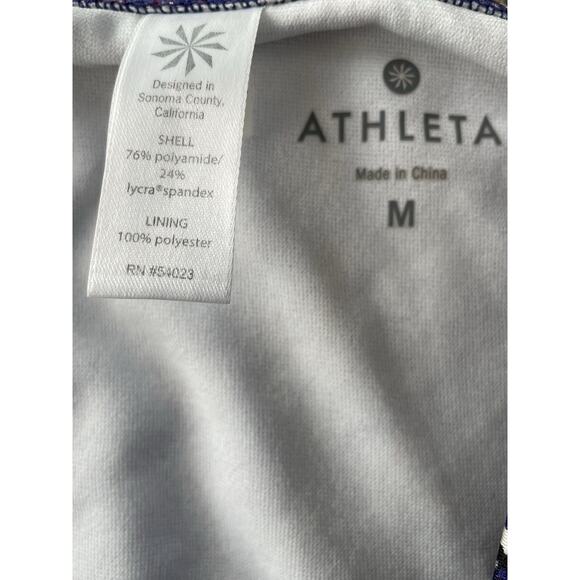 Designed in
Sonoma County,
California
SHELL
76% polyamide/
24%
lycra®spandex
LINING
100% polyester
RN #54023
ATHLETA
Made in China
M